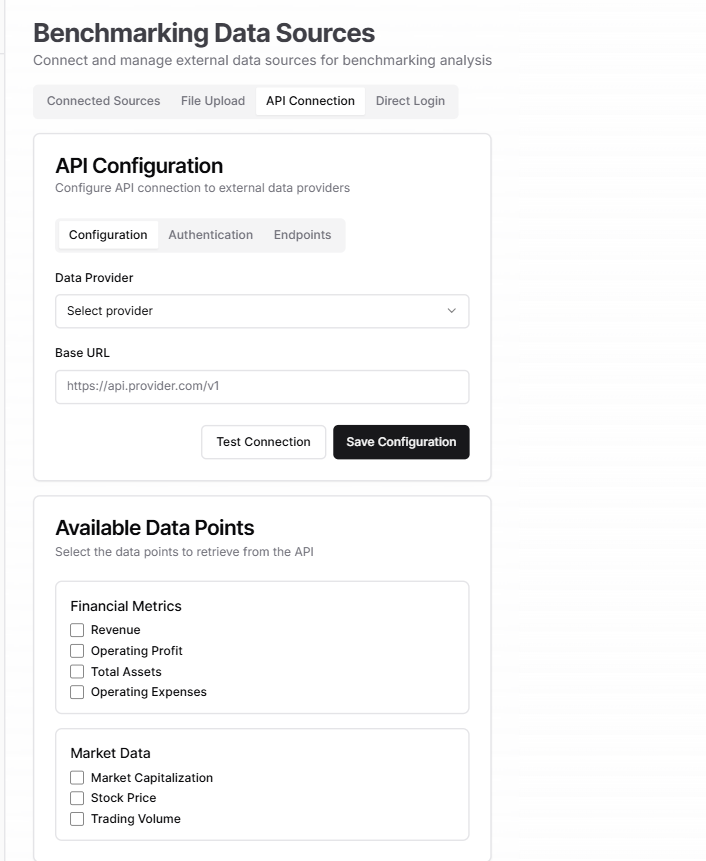 Benchmarking Data Sources
Connect and manage external data sources for benchmarking analysis
Connected Sources File Upload API Connection Direct Login
API Configuration
Configure API connection to external data providers
Configuration Authentication Endpoints
Data Provider
Select provider
Base URL
https://api.provider.com/v1
Test Connection Save Configuration
Available Data Points
Select the data points to retrieve from the API
Financial Metrics
Revenue
Operating Profit
Total Assets
Operating Expenses
Market Data
Market Capitalization
Stock Price
Trading Volume